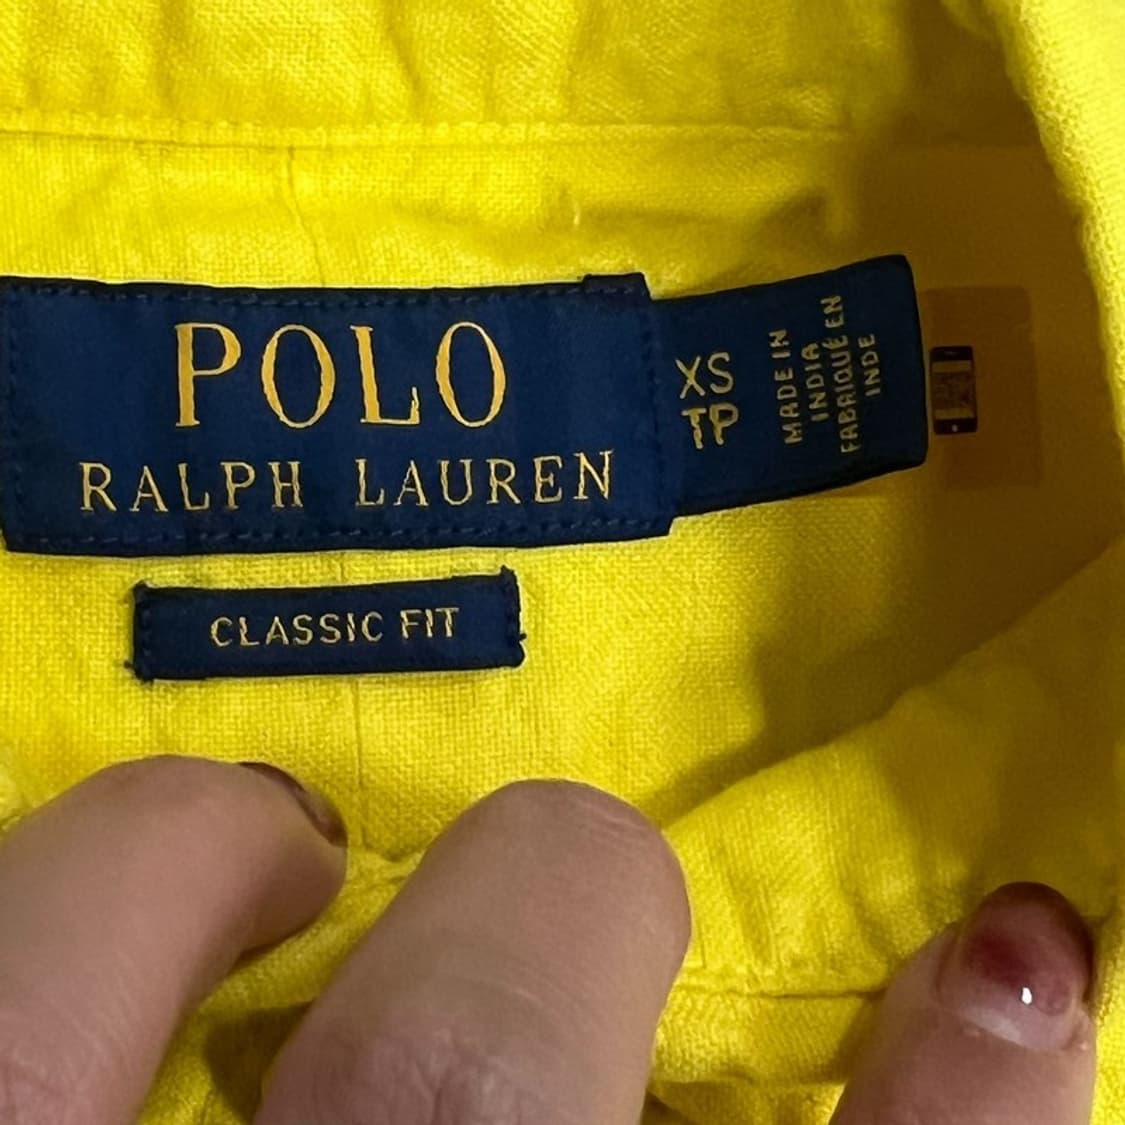 POLO
RALPH LAUREN
XS
TP
MADE IN
INDIA
FABRIQUÉ EN
INDE
CLASSIC FIT